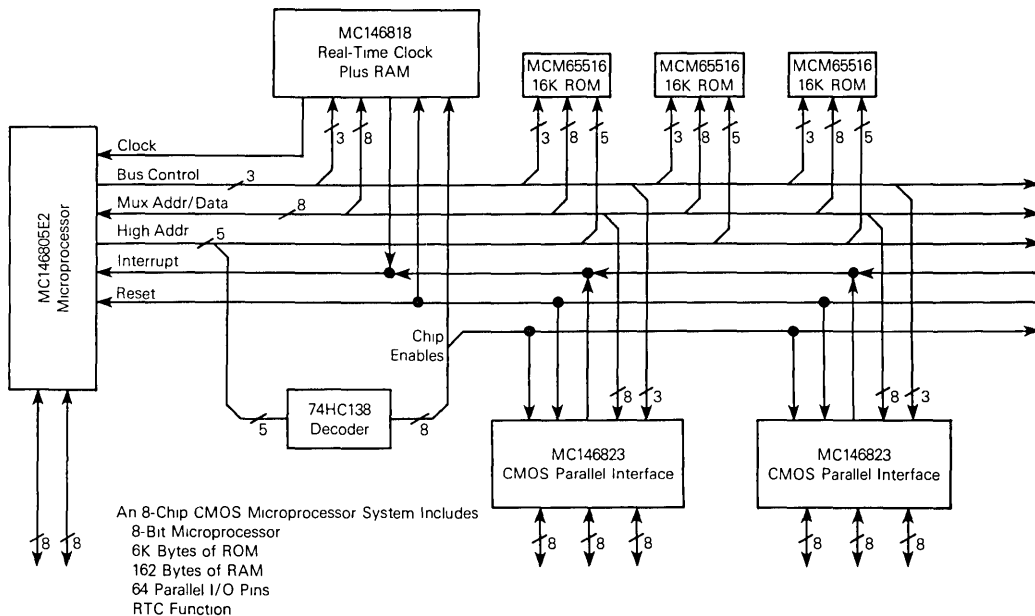 MC146818
Real-Time Clock
Plus RAM
MCM65516
16K ROM
MCM65516
16K ROM
MCM65516
16K ROM
3
8
3
8
5
3
8
5
3
8
5
MC146805E2
Microprocessor
Clock
Bus Control
3
Mux Addr/Data
8
High Addr
5
Interrupt
Reset
Chip
Enables
5
74HC138
Decoder
8
8
3
8
3
MC146823
CMOS Parallel Interface
MC146823
CMOS Parallel Interface
8
8
8
8
8
8
8
8
An 8-Chip CMOS Microprocessor System Includes
8-Bit Microprocessor
6K Bytes of ROM
162 Bytes of RAM
64 Parallel I/O Pins
RTC Function